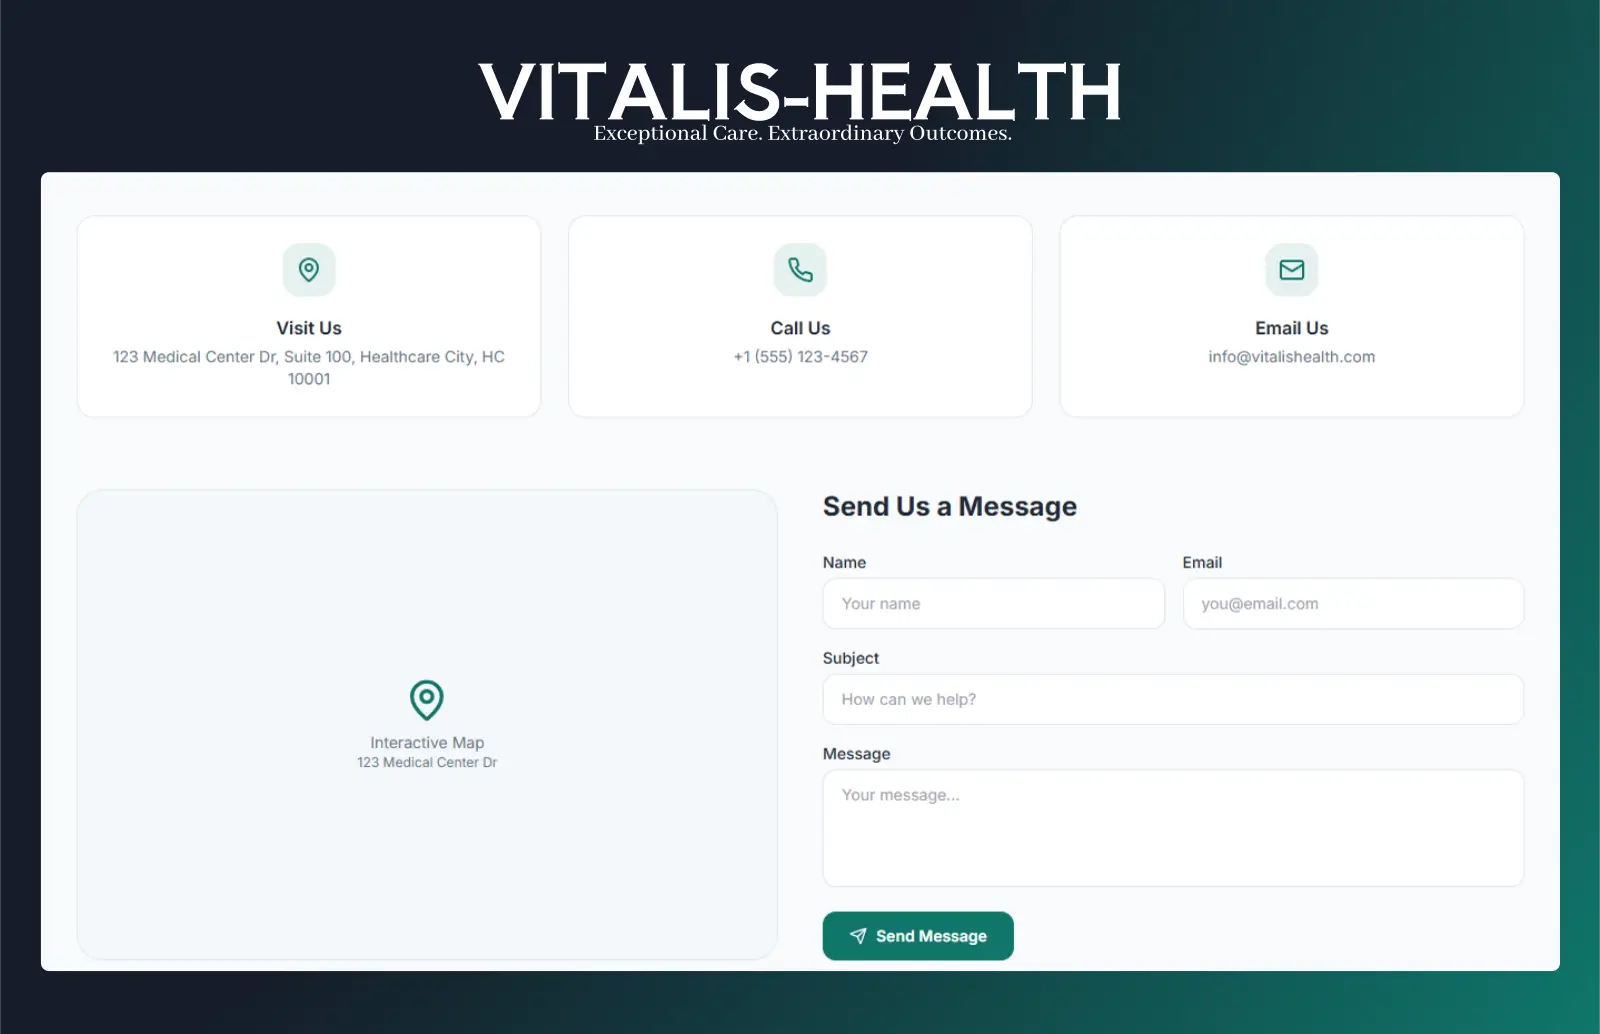 VITALIS-HEALTH
Exceptional Care. Extraordinary Outcomes.
Visit Us
123 Medical Center Dr, Suite 100, Healthcare City, HC
10001
Call Us
+1 (555) 123-4567
Email Us
info@vitalishealth.com
Interactive Map
123 Medical Center Dr
Send Us a Message
Name
Your name
Email
you@email.com
Subject
How can we help?
Message
Your message...
Send Message